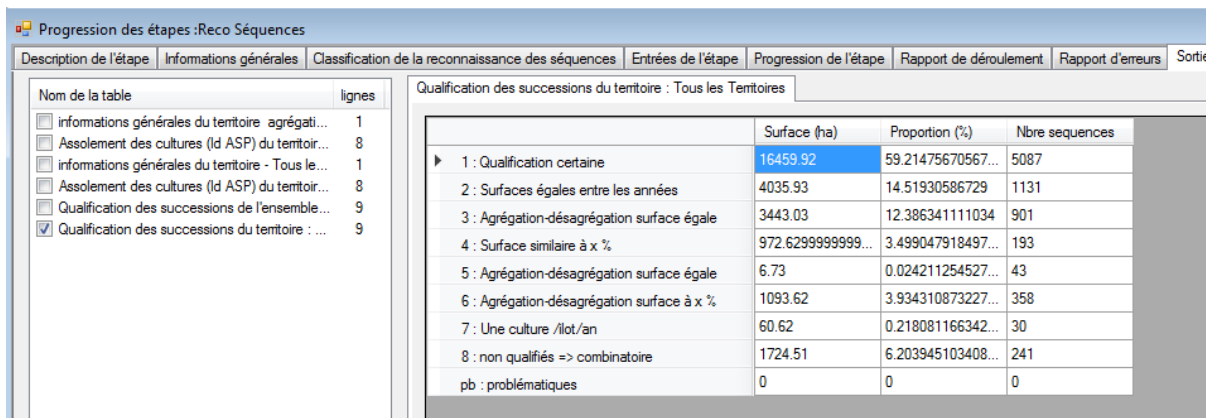 Progression des étapes :Reco Séquences
Description de l'étape Informations générales Classification de la reconnaissance des séquences Entrées de l'étape Progression de l'étape Rapport de déroulement Rapport d'erreurs Sortie
Nom de la table lignes
informations générales du territoire agrégati... 1
Assolement des cultures (Id ASP) du territoir... 8
informations générales du territoire - Tous le... 1
Assolement des cultures (Id ASP) du territoir... 8
Qualification des successions de l'ensemble... 9
Qualification des successions du territoire : ... 9
Qualification des successions du territoire : Tous les Territoires
Surface (ha) Proportion (%) Nbre sequences
1 : Qualification certaine 16459.92 59.21475670567... 5087
2 : Surfaces égales entre les années 4035.93 14.51930586729 1131
3 : Agrégation-désagrégation surface égale 3443.03 12.386341111034 901
4 : Surface similaire à x % 972.6299999999... 3.499047918497... 193
5 : Agrégation-désagrégation surface égale 6.73 0.024211254527... 43
6 : Agrégation-désagrégation surface à x % 1093.62 3.934310873227... 358
7 : Une culture /îlot/an 60.62 0.218081166342... 30
8 : non qualifiés => combinatoire 1724.51 6.203945103408... 241
pb : problématiques 0 0 0